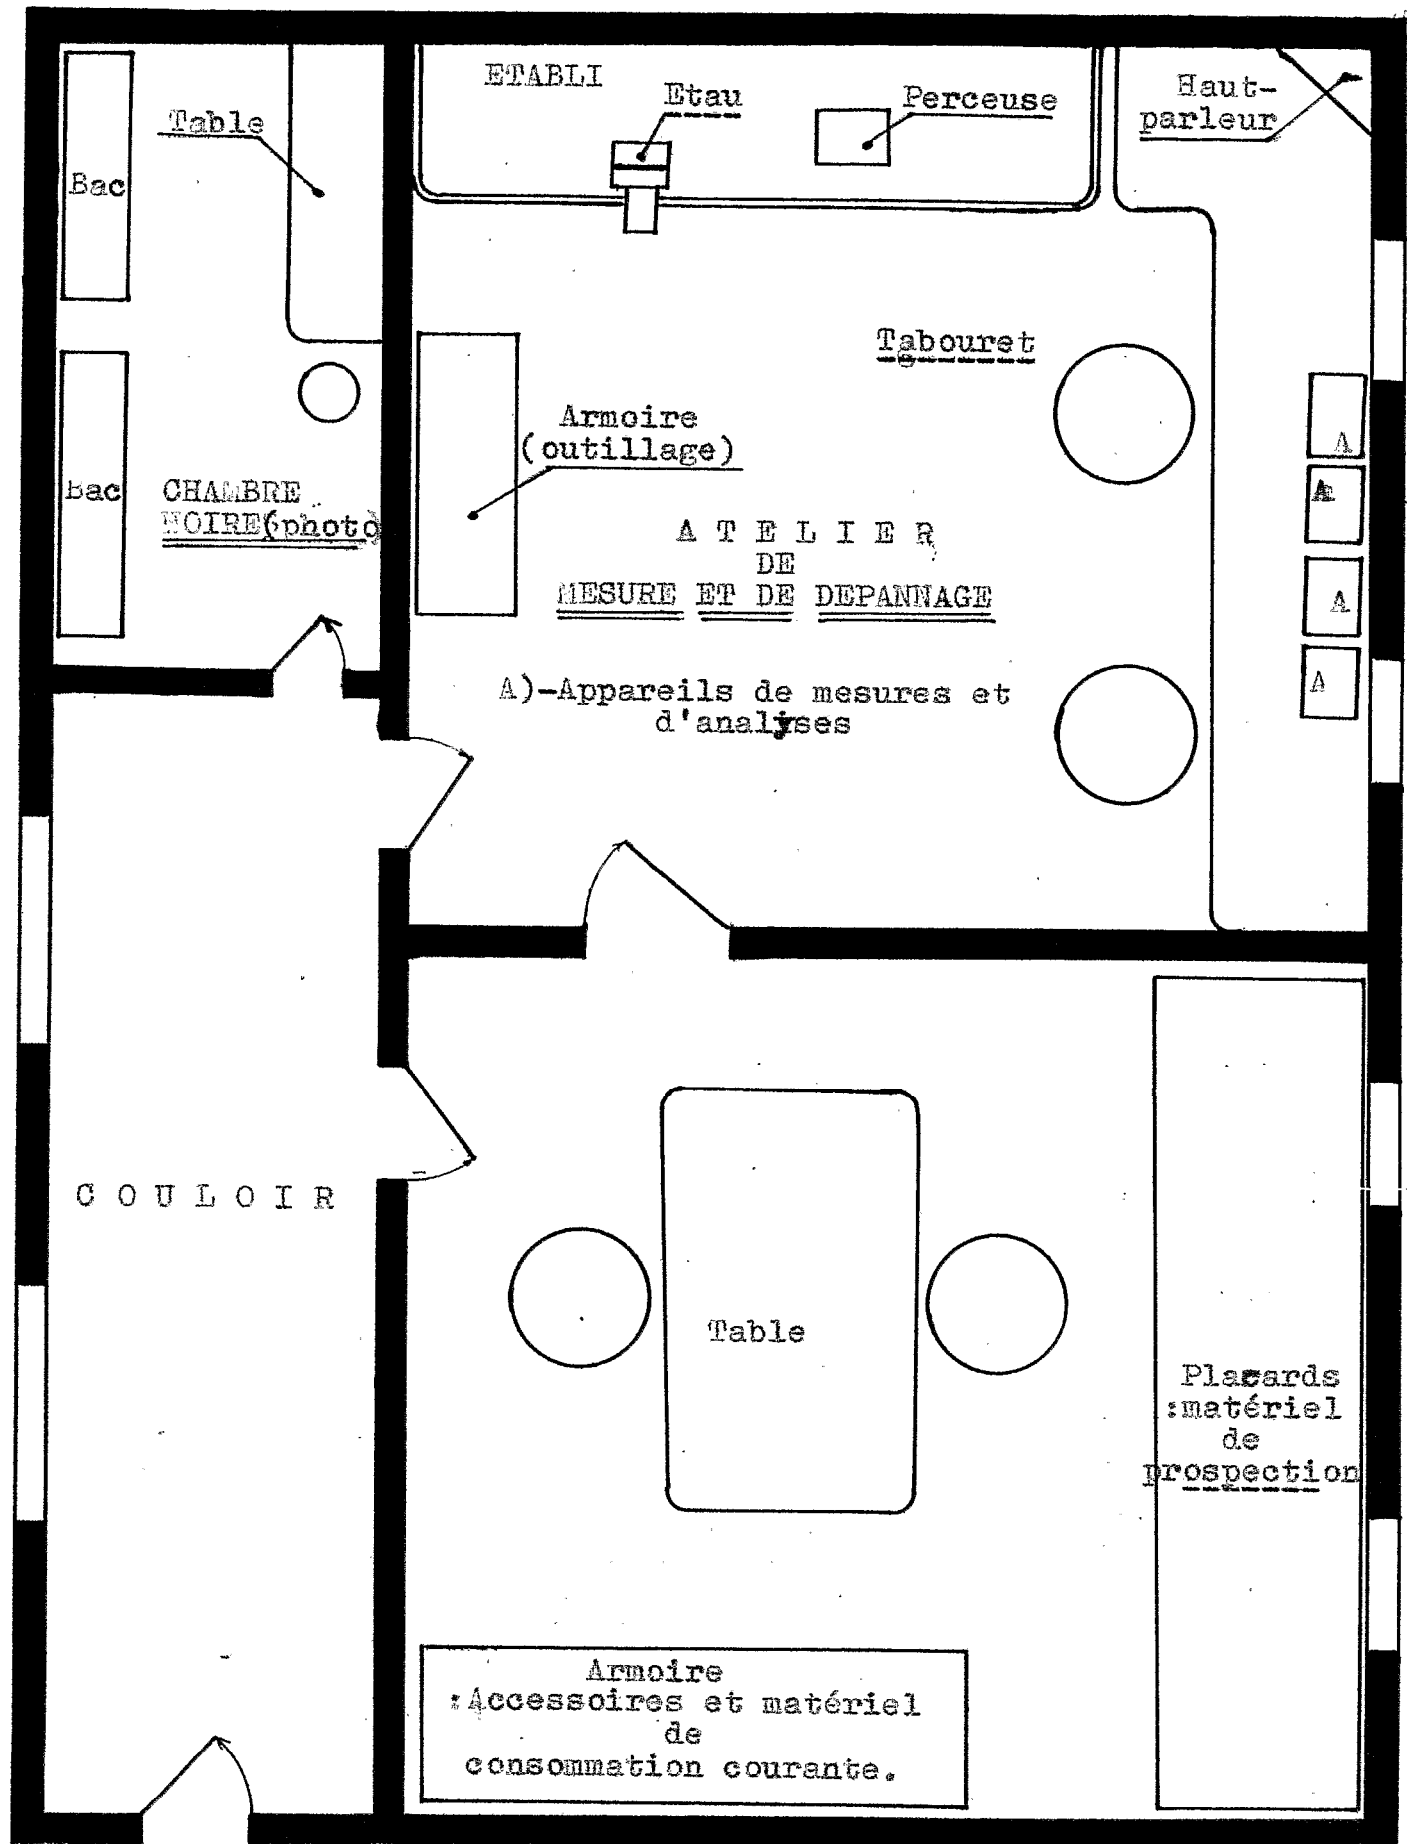 ETABLI
Etau
Perceuse
Haut-
parleur
Table
Bac
Tabouret
Armoire
(outillage)
A
A
A
A
Bac
CHAMBRE
NOIRE(photo)
A T E L I E R
DE
MESURE ET DE DEPANNAGE
A)-Appareils de mesures et
d'analyses
C O U L O I R
Table
Placards
:matériel
de
prospection
Armoire
:Accessoires et matériel
de
consommation courante.